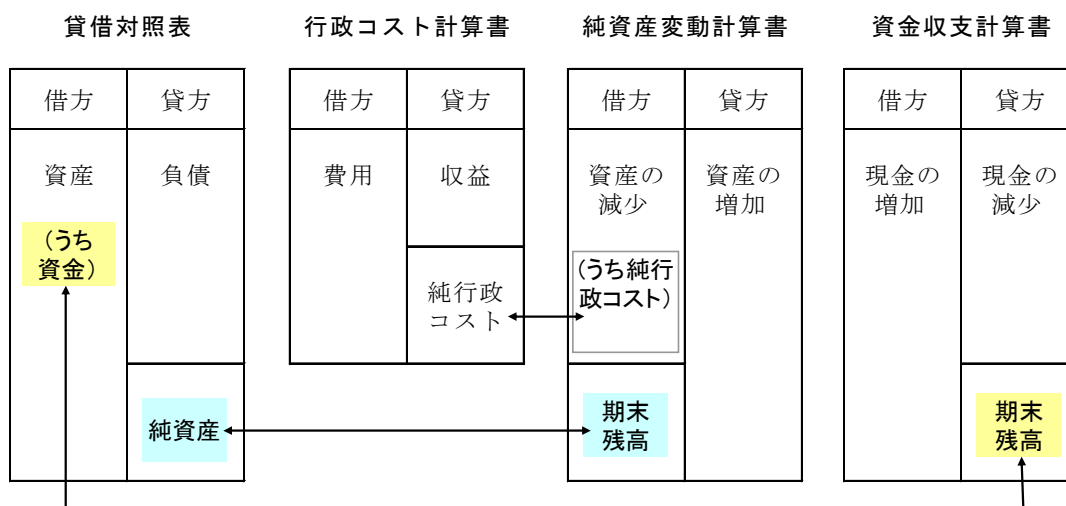 貸借対照表
行政コスト計算書
純資産変動計算書
資金収支計算書
借方
貸方
借方
貸方
借方
貸方
借方
貸方
資産
(うち
資金)
負債
純資産
費用
収益
純行政
コスト
資産の
減少
(うち純行
政コスト)
期末
残高
資産の
増加
現金の
増加
現金の
減少
期末
残高